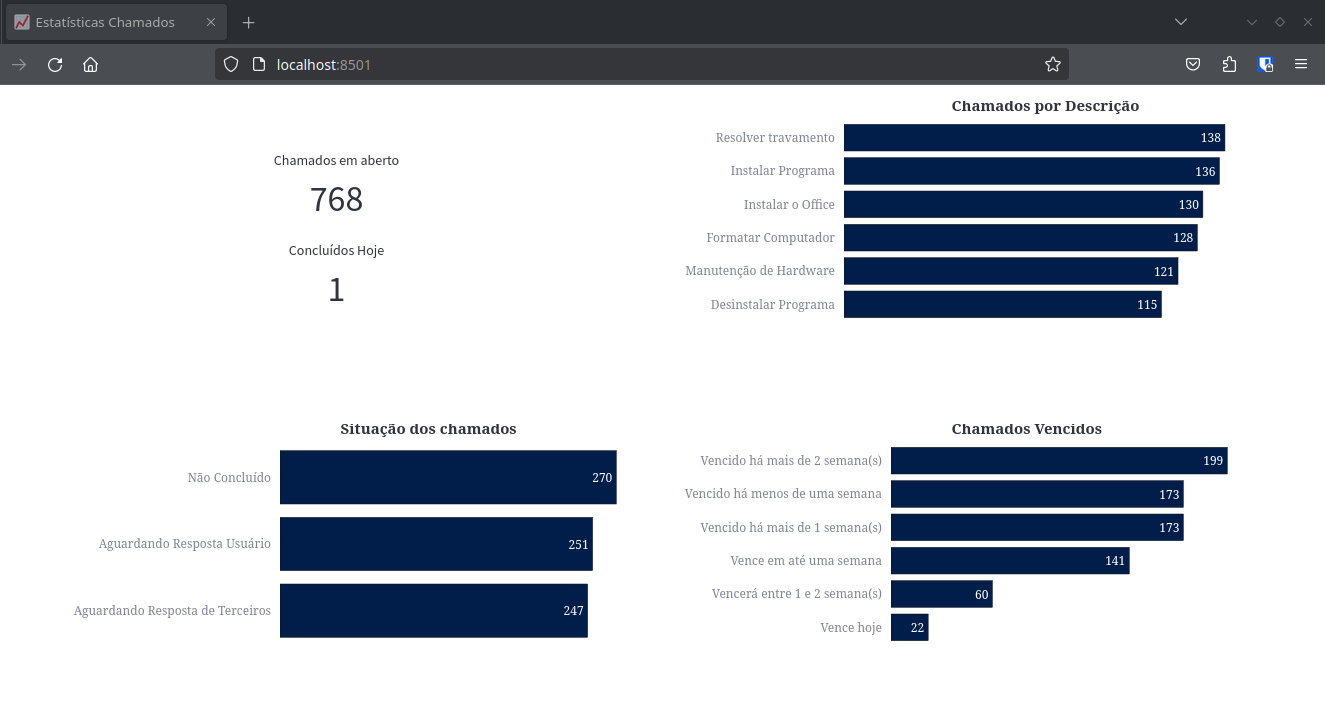 Estatísticas Chamados
localhost:8501
Chamados em aberto
768
Concluídos Hoje
1
Chamados por Descrição
Resolver travamento 138
Instalar Programa 136
Instalar o Office 130
Formatar Computador 128
Manutenção de Hardware 121
Desinstalar Programa 115
Situação dos chamados
Não Concluído 270
Aguardando Resposta Usuário 251
Aguardando Resposta de Terceiros 247
Chamados Vencidos
Vencido há mais de 2 semana(s) 199
Vencido há menos de uma semana 173
Vencido há mais de 1 semana(s) 173
Vence em até uma semana 141
Vencerá entre 1 e 2 semana(s) 60
Vence hoje 22